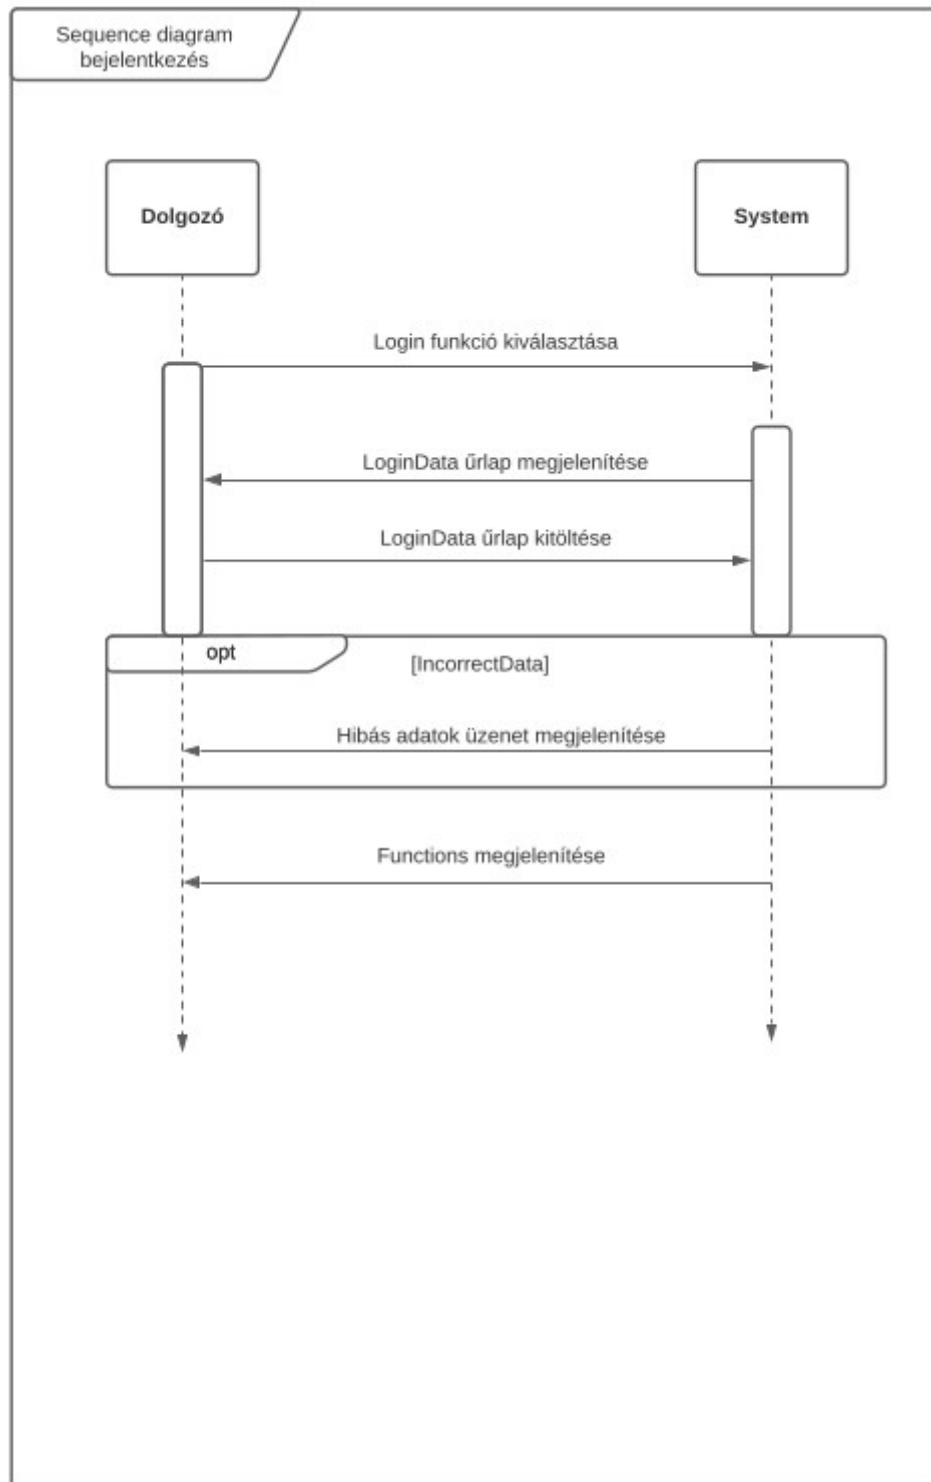 Sequence diagram
bejelentkezés
Dolgozó
System
Login funkció kiválasztása
LoginData űrlap megjelenítése
LoginData űrlap kitöltése
opt
[IncorrectData]
Hibás adatok üzenet megjelenítése
Functions megjelenítése